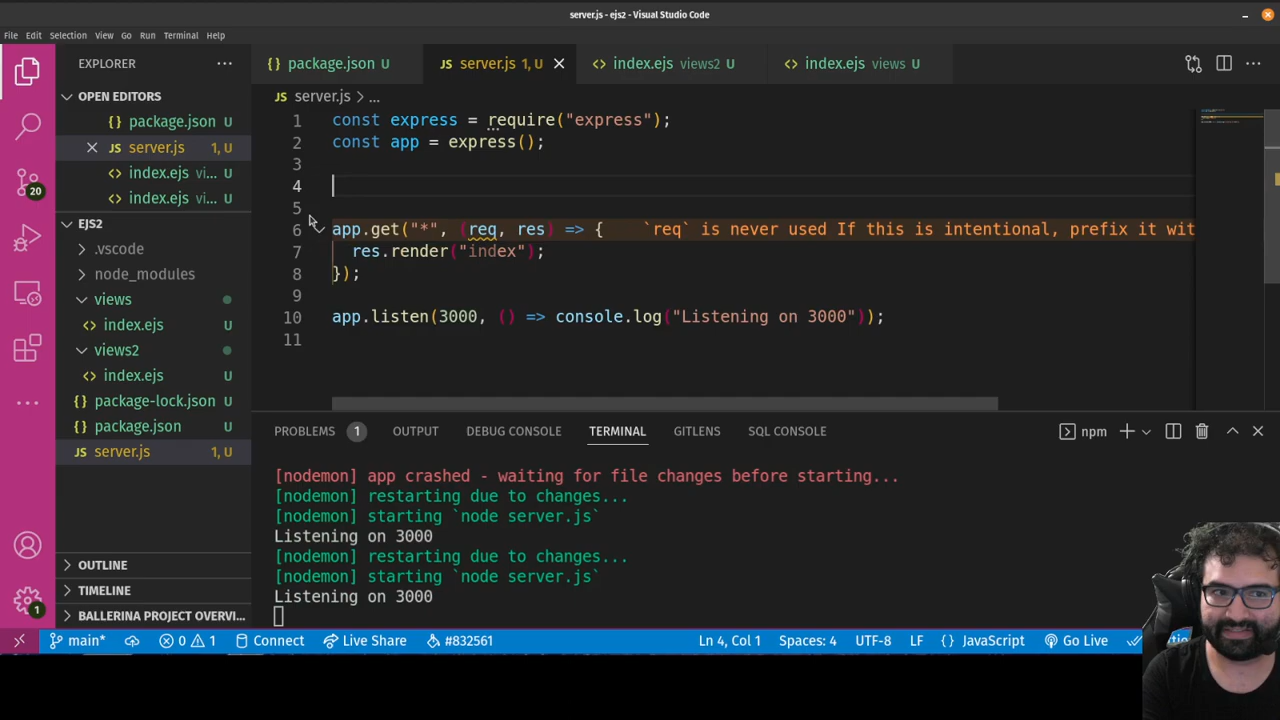 server.js - ejs2 - Visual Studio Code
File Edit Selection View Go Run Terminal Help
EXPLORER
{} package.json U
JS server.js 1, U
<> index.ejs views2 U
<> index.ejs views U
OPEN EDITORS
{} package.json U
JS server.js 1, U
<> index.ejs vi... U
<> index.ejs vi... U
EJS2
.vscode
node_modules
views
<> index.ejs U
views2
<> index.ejs U
{} package-lock.json U
{} package.json U
JS server.js 1, U
OUTLINE
TIMELINE
BALLERINA PROJECT OVERVI...
20
1
JS server.js > ...
1 const express = require("express");
2 const app = express();
3
4
5
6 app.get("*", (req, res) => { `req` is never used If this is intentional, prefix it wit
7 res.render("index");
8 });
9
10 app.listen(3000, () => console.log("Listening on 3000"));
11
PROBLEMS 1 OUTPUT DEBUG CONSOLE TERMINAL GITLENS SQL CONSOLE npm
[nodemon] app crashed - waiting for file changes before starting...
[nodemon] restarting due to changes...
[nodemon] starting `node server.js`
Listening on 3000
[nodemon] restarting due to changes...
[nodemon] starting `node server.js`
Listening on 3000
main* 0 1 Connect Live Share #832561 Ln 4, Col 1 Spaces: 4 UTF-8 LF {} JavaScript Go Live